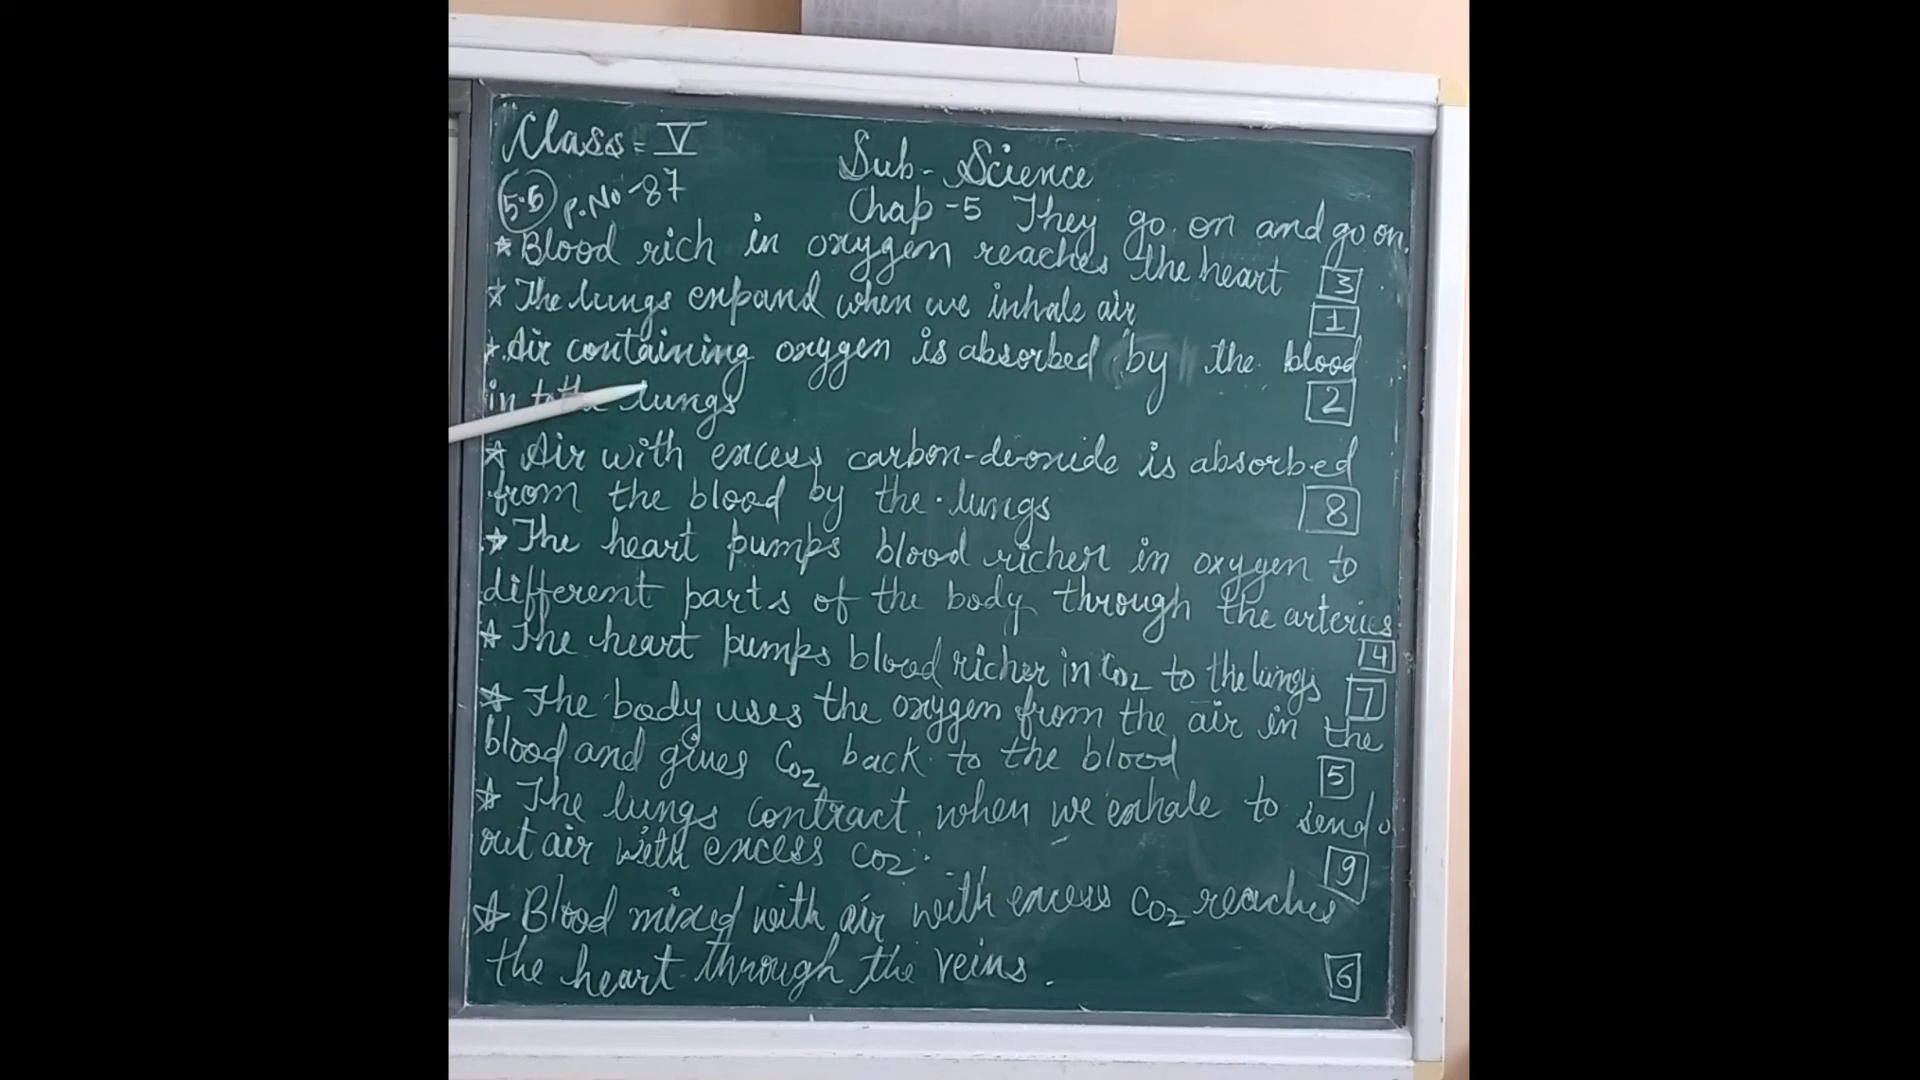 Class = V
Sub - Science
5.5 P.No-87
Chap -5 They go on and go on.
* Blood rich in oxygen reaches the heart 3
* The lungs expand when we inhale air 1
* Air containing oxygen is absorbed by the blood
in to the lungs 2
* Air with excess carbon-di-oxide is absorbed
from the blood by the lungs 8
* The heart pumps blood richer in oxygen to
different parts of the body through the arteries. 4
* The heart pumps blood richer in CO2 to the lungs 7
* The body uses the oxygen from the air in the
blood and gives CO2 back to the blood 5
* The lungs contract when we exhale to send
out air with excess CO2. 9
* Blood mixed with air with excess CO2 reaches
the heart through the veins. 6